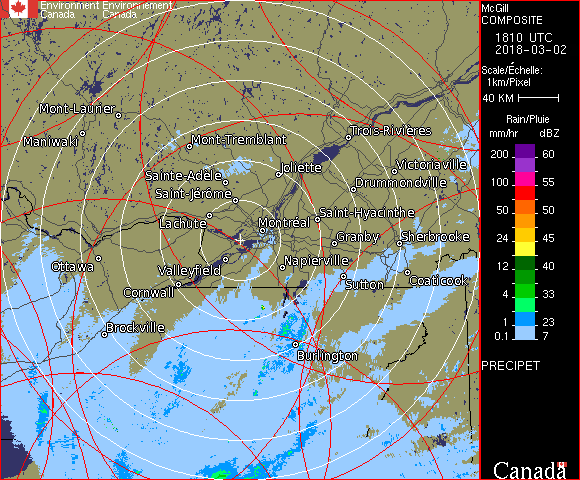 Environment Environnement
Canada Canada
McGill
COMPOSITE
1810 UTC
2018-03-02
Scale/Échelle:
1km/Pixel
40 KM
Rain/Pluie
mm/hr dBZ
200 60
100 55
50 50
24 45
12 40
4 33
1 23
0.1 7
PRECIPET
Mont-Laurier
Maniwaki
Mont-Tremblant
Trois-Rivières
Joliette
Victoriaville
Sainte-Adèle
Drummondville
Saint-Jérôme
Lachute
Saint-Hyacinthe
Montréal
Granby
Sherbrooke
Ottawa
Valleyfield
Napierville
Cornwall
Sutton
Coaticook
Brockville
Burlington
Canada